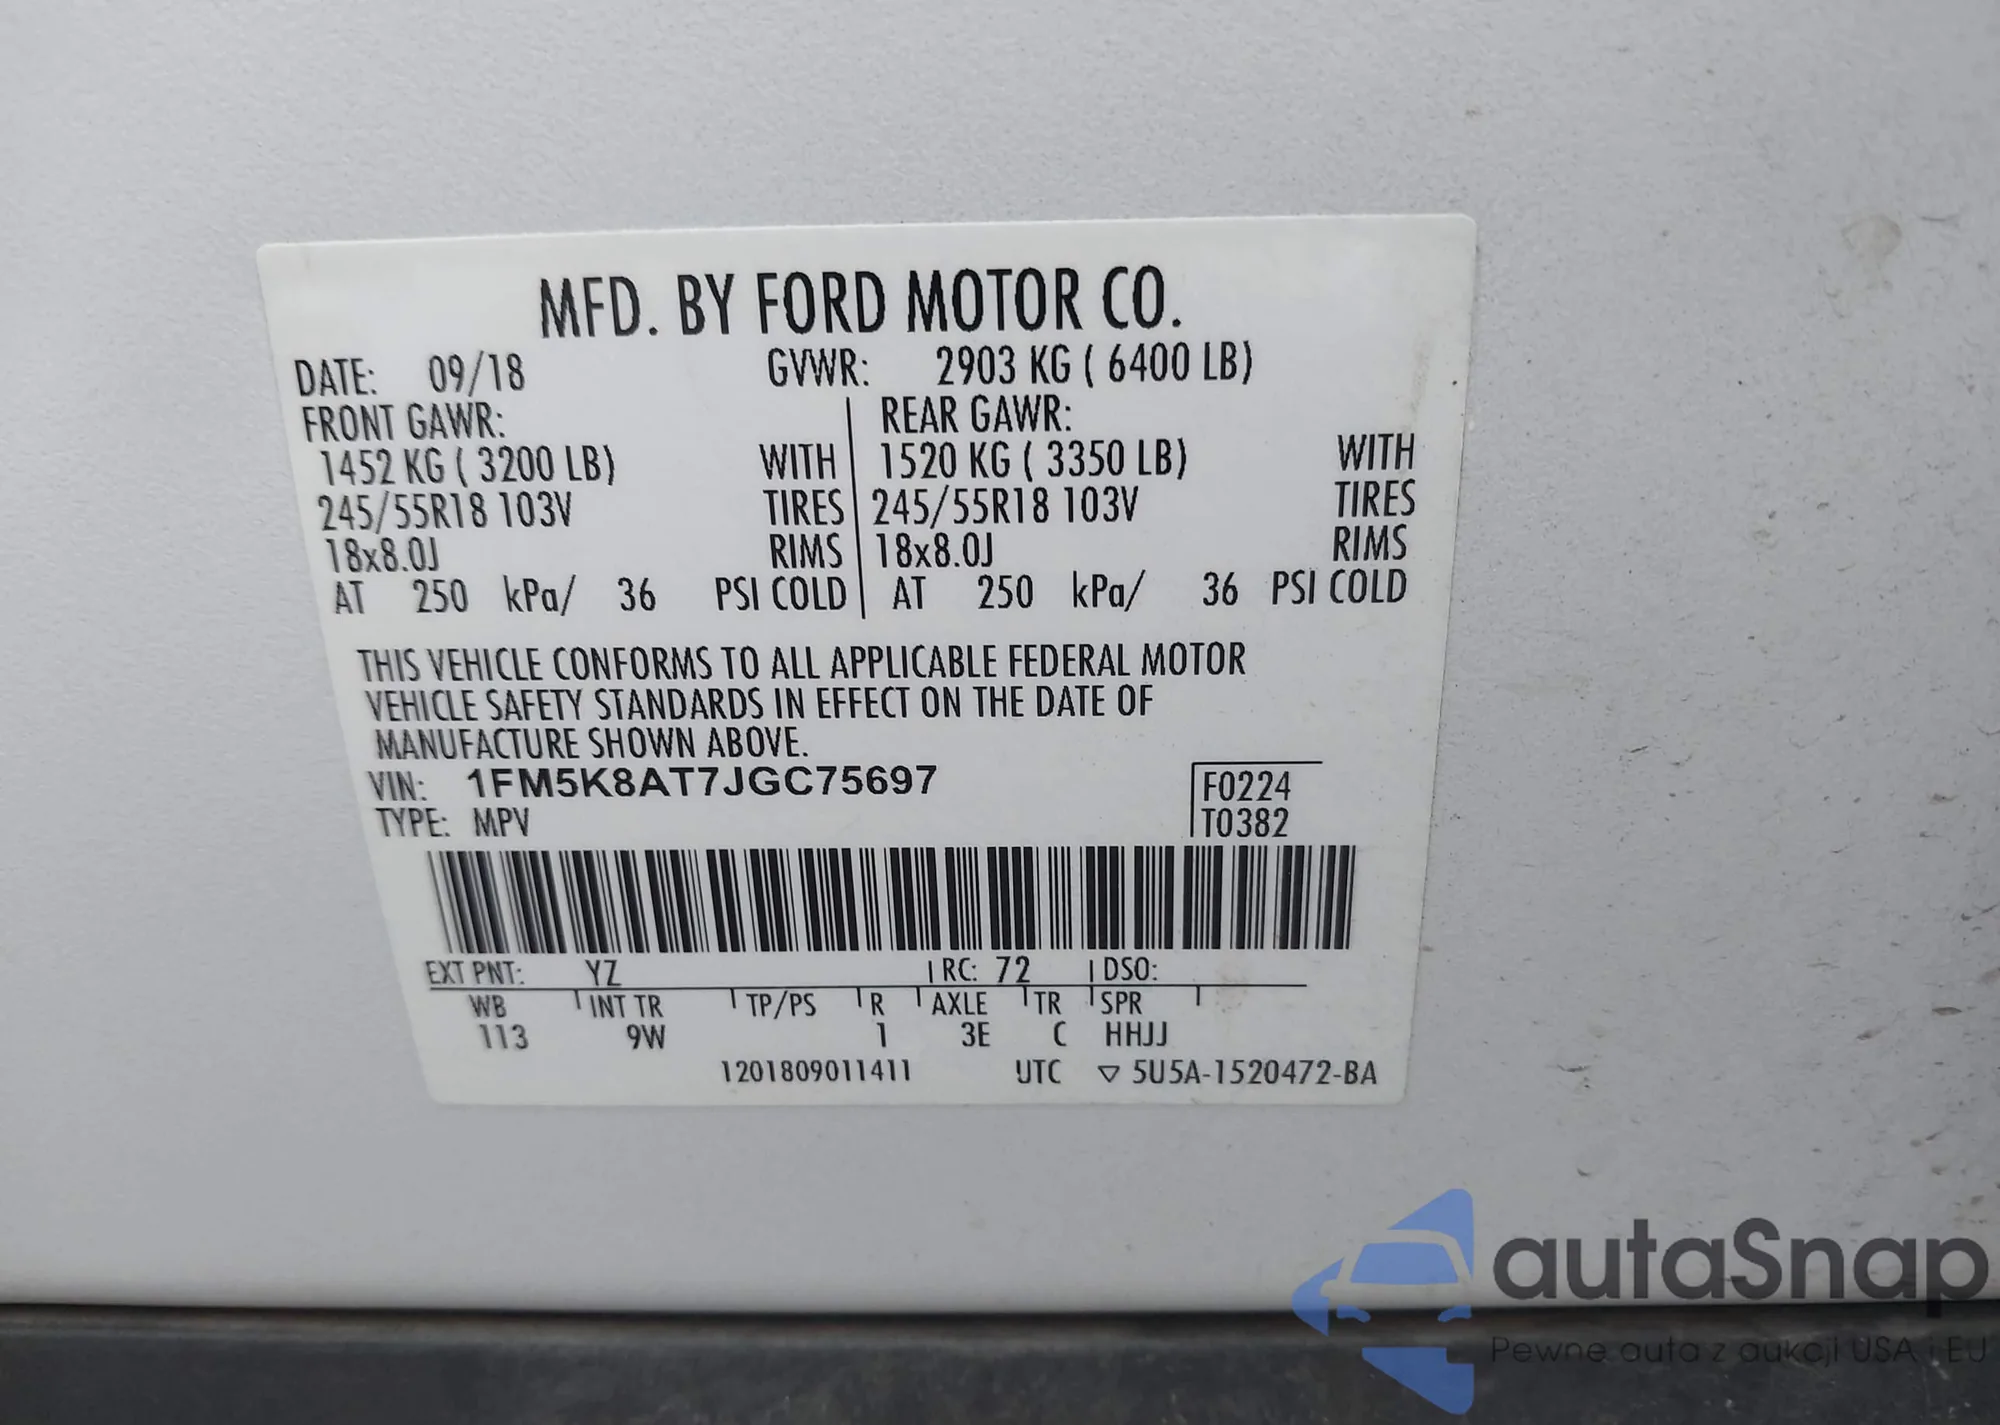 MFD. BY FORD MOTOR CO.
DATE: 09/18 GVWR: 2903 KG ( 6400 LB)
FRONT GAWR: REAR GAWR:
1452 KG ( 3200 LB) WITH 1520 KG ( 3350 LB) WITH
245/55R18 103V TIRES 245/55R18 103V TIRES
18x8.0J RIMS 18x8.0J RIMS
AT 250 kPa/ 36 PSI COLD AT 250 kPa/ 36 PSI COLD
THIS VEHICLE CONFORMS TO ALL APPLICABLE FEDERAL MOTOR
VEHICLE SAFETY STANDARDS IN EFFECT ON THE DATE OF
MANUFACTURE SHOWN ABOVE.
VIN: 1FM5K8AT7JGC75697 F0224
TYPE: MPV T0382
EXT PNT: YZ RC: 72 DSO:
WB INT TR TP/PS R AXLE TR SPR
113 9W 1 3E C HHJJ
1201809011411 UTC ▽ 5U5A-1520472-BA
autaSnap
Pewne auta z aukcji USA i EU